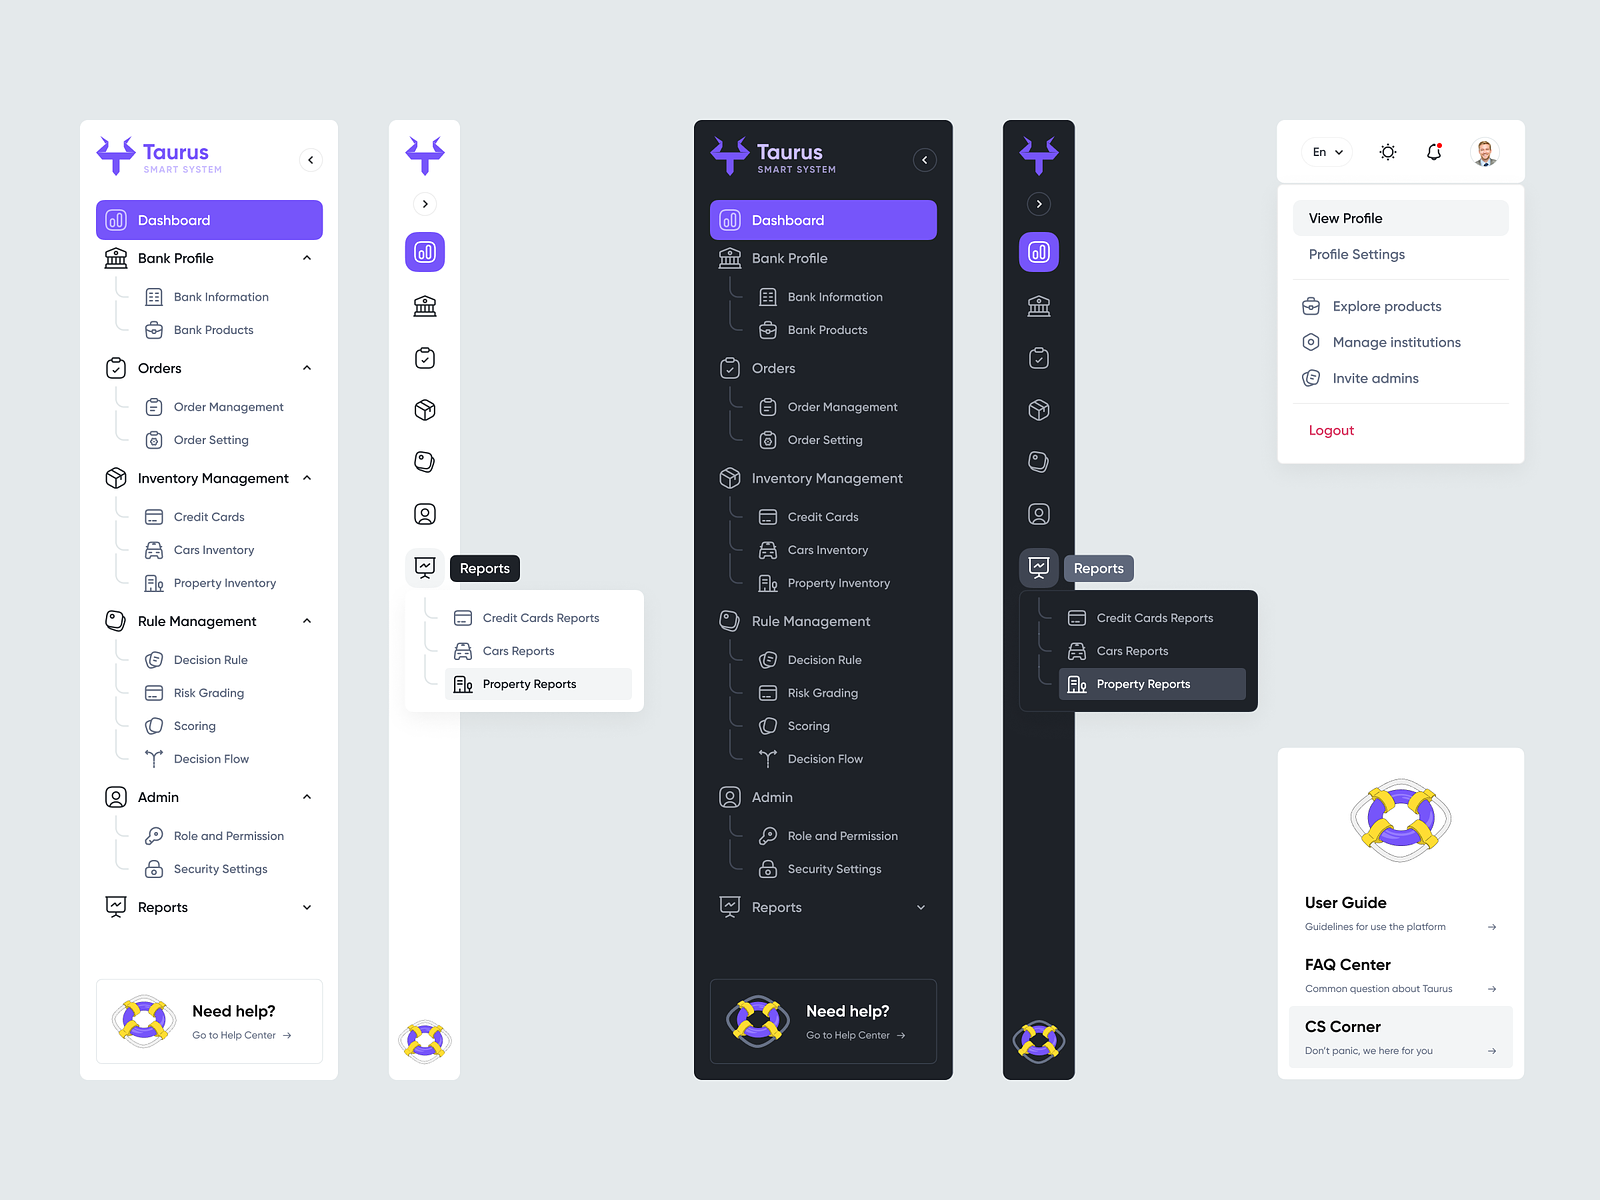 Taurus
SMART SYSTEM
Dashboard
Bank Profile
Bank Information
Bank Products
Orders
Order Management
Order Setting
Inventory Management
Credit Cards
Cars Inventory
Property Inventory
Rule Management
Decision Rule
Risk Grading
Scoring
Decision Flow
Admin
Role and Permission
Security Settings
Reports
Need help?
Go to Help Center →
Reports
Credit Cards Reports
Cars Reports
Property Reports
Taurus
SMART SYSTEM
Dashboard
Bank Profile
Bank Information
Bank Products
Orders
Order Management
Order Setting
Inventory Management
Credit Cards
Cars Inventory
Property Inventory
Rule Management
Decision Rule
Risk Grading
Scoring
Decision Flow
Admin
Role and Permission
Security Settings
Reports
Need help?
Go to Help Center →
Reports
Credit Cards Reports
Cars Reports
Property Reports
En
View Profile
Profile Settings
Explore products
Manage institutions
Invite admins
Logout
User Guide
Guidelines for use the platform →
FAQ Center
Common question about Taurus →
CS Corner
Don't panic, we here for you →